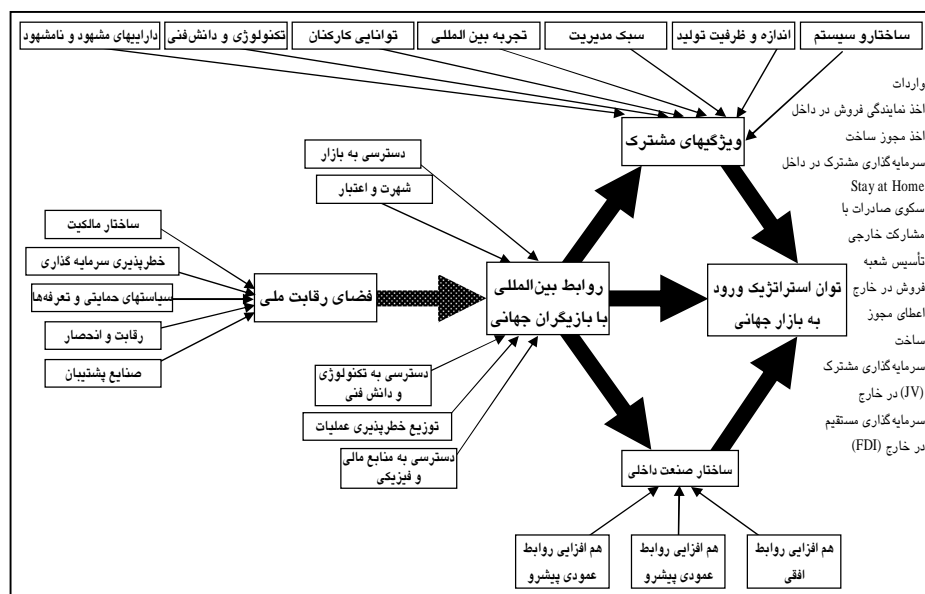 ساختارو سیستم
اندازه و ظرفیت تولید
سبک مدیریت
تجربه بین المللی
توانایی کارکنان
تکنولوژی و دانش‌فنی
داراییهای مشهود و نامشهود
ویژگیهای مشترک
واردات
اخذ نمایندگی فروش در داخل
اخذ مجوز ساخت
سرمایه‌گذاری مشترک در داخل
Stay at Home
سکوی صادرات با
مشارکت خارجی
تأسیس شعبه
فروش در خارج
اعطای مجوز
ساخت
سرمایه‌گذاری مشترک
(JV) در خارج
سرمایه‌گذاری مستقیم
در خارج (FDI)
دسترسی به بازار
شهرت و اعتبار
ساختار مالکیت
خطرپذیری سرمایه گذاری
سیاستهای حمایتی و تعرفه‌ها
رقابت و انحصار
صنایع پشتیبان
فضای رقابت ملی
روابط بین‌المللی
با بازیگران جهانی
توان استراتژیک ورود
به بازار جهانی
دسترسی به تکنولوژی
و دانش فنی
توزیع خطرپذیری عملیات
دسترسی به منابع مالی
و فیزیکی
ساختار صنعت داخلی
هم افزایی روابط
افقی
هم افزایی روابط
عمودی پیشرو
هم افزایی روابط
عمودی پیشرو